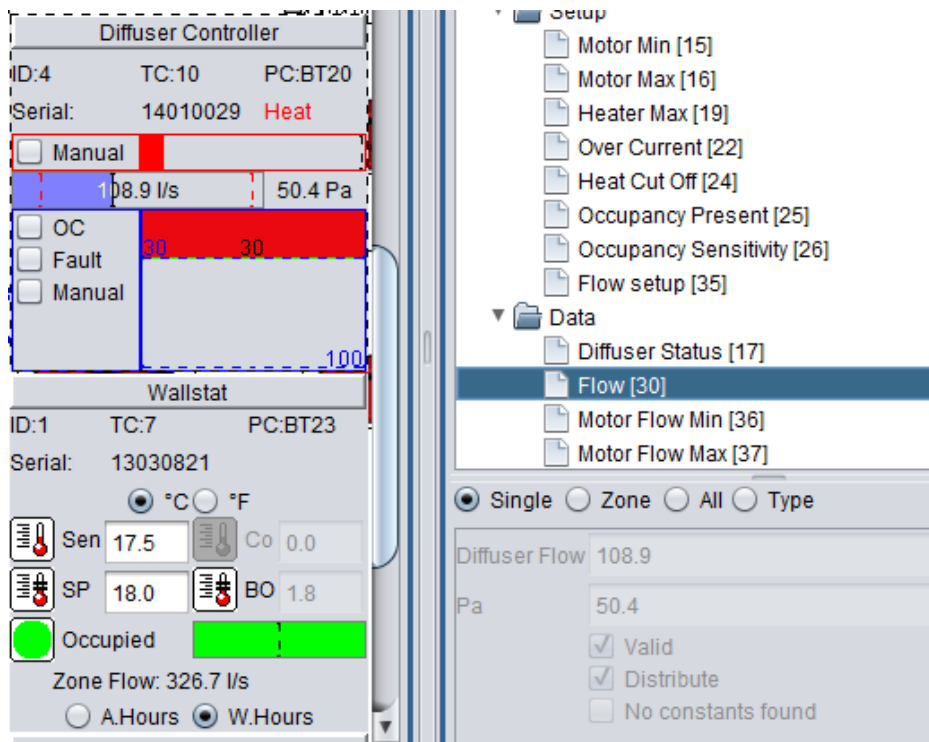 Diffuser Controller
ID:4 TC:10 PC:BT20
Serial: 14010029 Heat
Manual
108.9 l/s 50.4 Pa
OC
Fault
Manual
30 30
100
Wallstat
ID:1 TC:7 PC:BT23
Serial: 13030821
°C °F
Sen 17.5 Co 0.0
SP 18.0 BO 1.8
Occupied
Zone Flow: 326.7 l/s
A.Hours W.Hours
Setup
Motor Min [15]
Motor Max [16]
Heater Max [19]
Over Current [22]
Heat Cut Off [24]
Occupancy Present [25]
Occupancy Sensitivity [26]
Flow setup [35]
Data
Diffuser Status [17]
Flow [30]
Motor Flow Min [36]
Motor Flow Max [37]
Single Zone All Type
Diffuser Flow 108.9
Pa 50.4
Valid
Distribute
No constants found